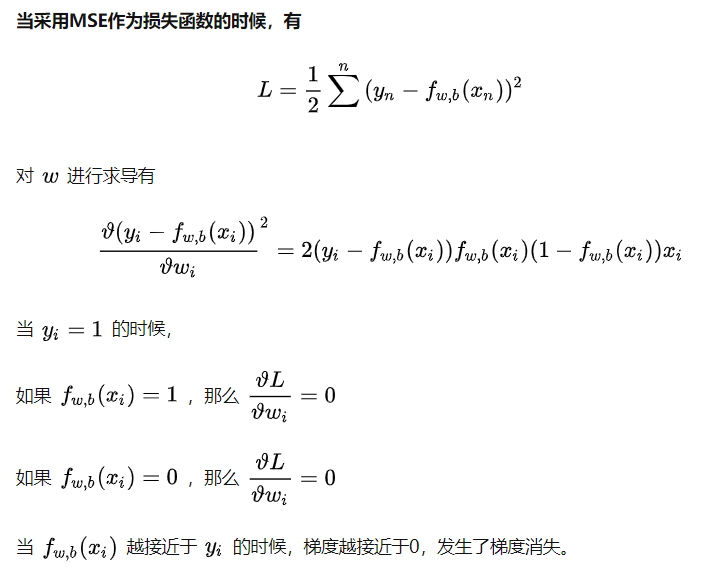 当采用MSE作为损失函数的时候，有
L = \frac{1}{2} \sum^{n} (y_n - f_{w,b}(x_n))^2
对 w 进行求导有
\frac{\vartheta (y_i - f_{w,b}(x_i))^2}{\vartheta w_i} = 2(y_i - f_{w,b}(x_i)) f_{w,b}(x_i)(1 - f_{w,b}(x_i)) x_i
当 y_i = 1 的时候，
如果 f_{w,b}(x_i) = 1 ，那么 \frac{\vartheta L}{\vartheta w_i} = 0
如果 f_{w,b}(x_i) = 0 ，那么 \frac{\vartheta L}{\vartheta w_i} = 0
当 f_{w,b}(x_i) 越接近于 y_i 的时候，梯度越接近于0，发生了梯度消失。